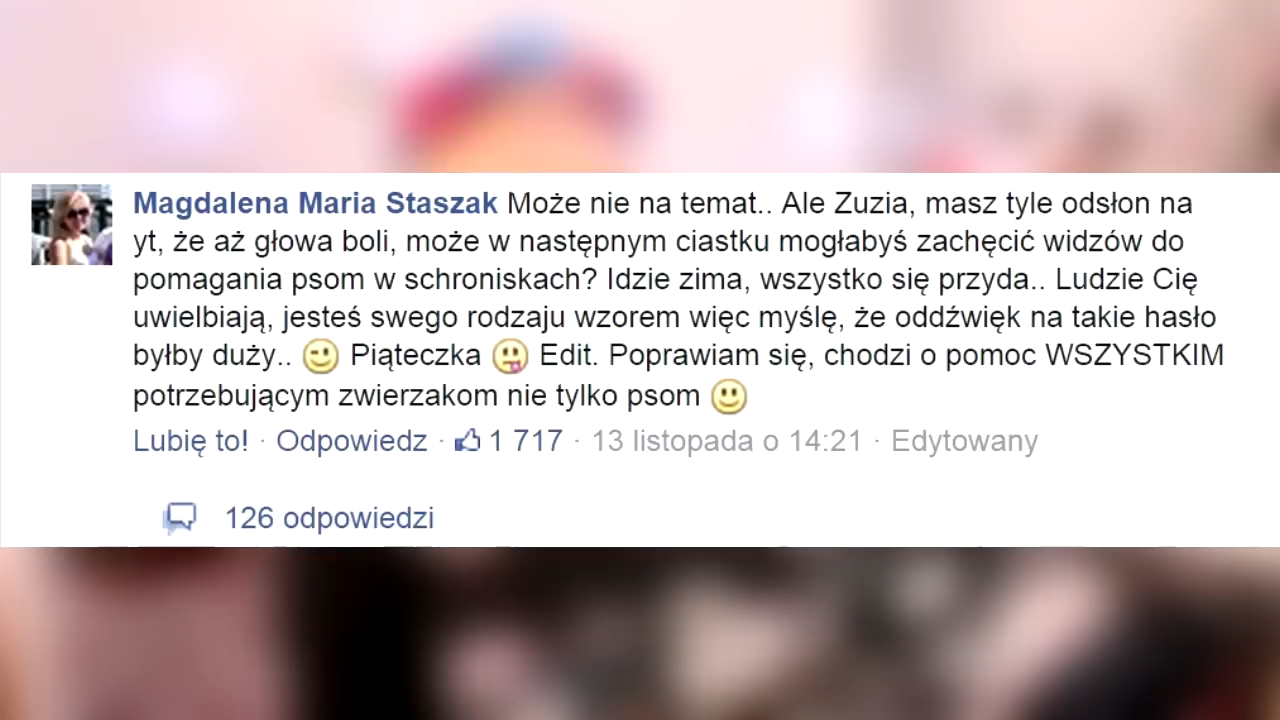 Magdalena Maria Staszak Może nie na temat.. Ale Zuzia, masz tyle odsłon na
yt, że aż głowa boli, może w następnym ciastku mogłabyś zachęcić widzów do
pomagania psom w schroniskach? Idzie zima, wszystko się przyda.. Ludzie Cię
uwielbiają, jesteś swego rodzaju wzorem więc myślę, że oddźwięk na takie hasło
byłby duży.. 😉 Piąteczka 😛 Edit. Poprawiam się, chodzi o pomoc WSZYSTKIM
potrzebującym zwierzakom nie tylko psom 🙂
Lubię to! · Odpowiedz · 1 717 · 13 listopada o 14:21 · Edytowany
126 odpowiedzi